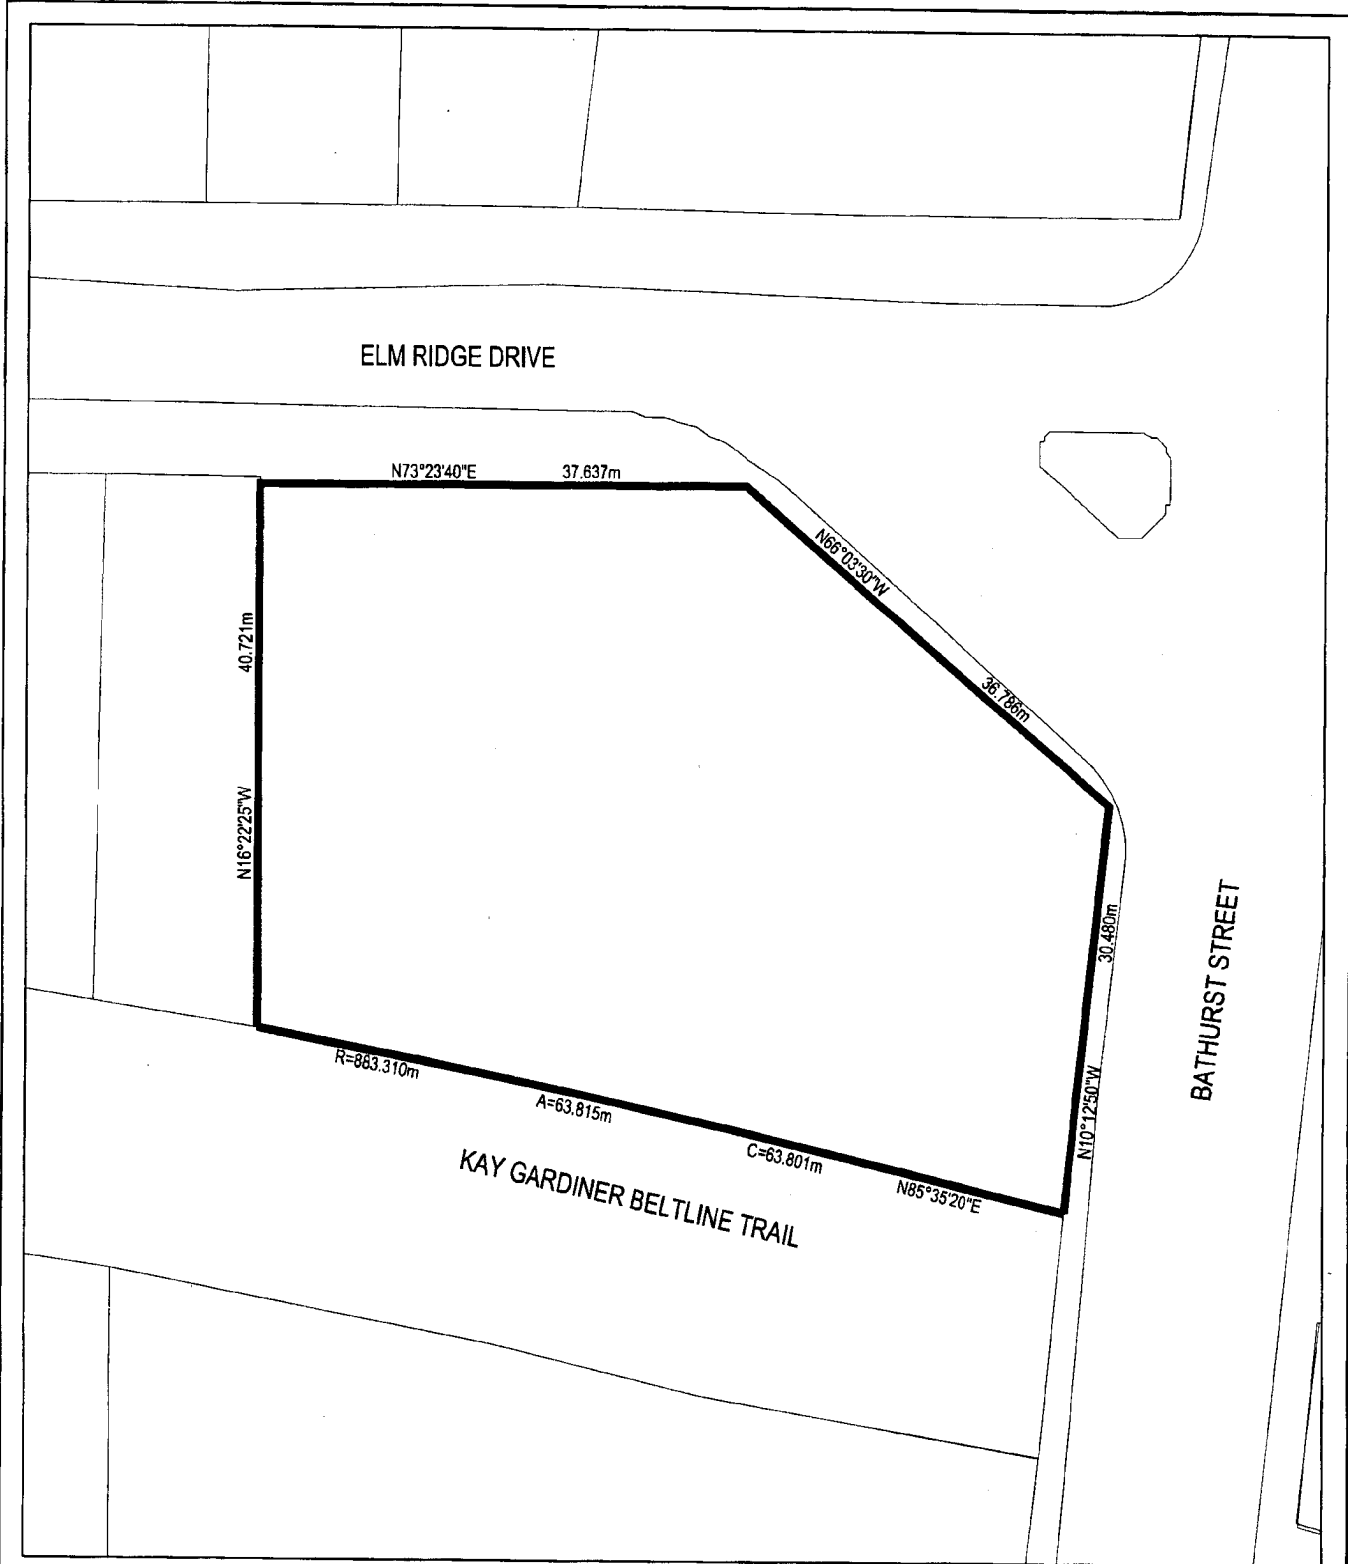 ELM RIDGE DRIVE
N73°23'40"E
37.637m
N66°03'30"W
36.786m
40.721m
N16°22'25"W
30.480m
N10°12'50"W
BATHURST STREET
R=883.310m
A=63.815m
C=63.801m
N85°35'20"E
KAY GARDINER BELTLINE TRAIL